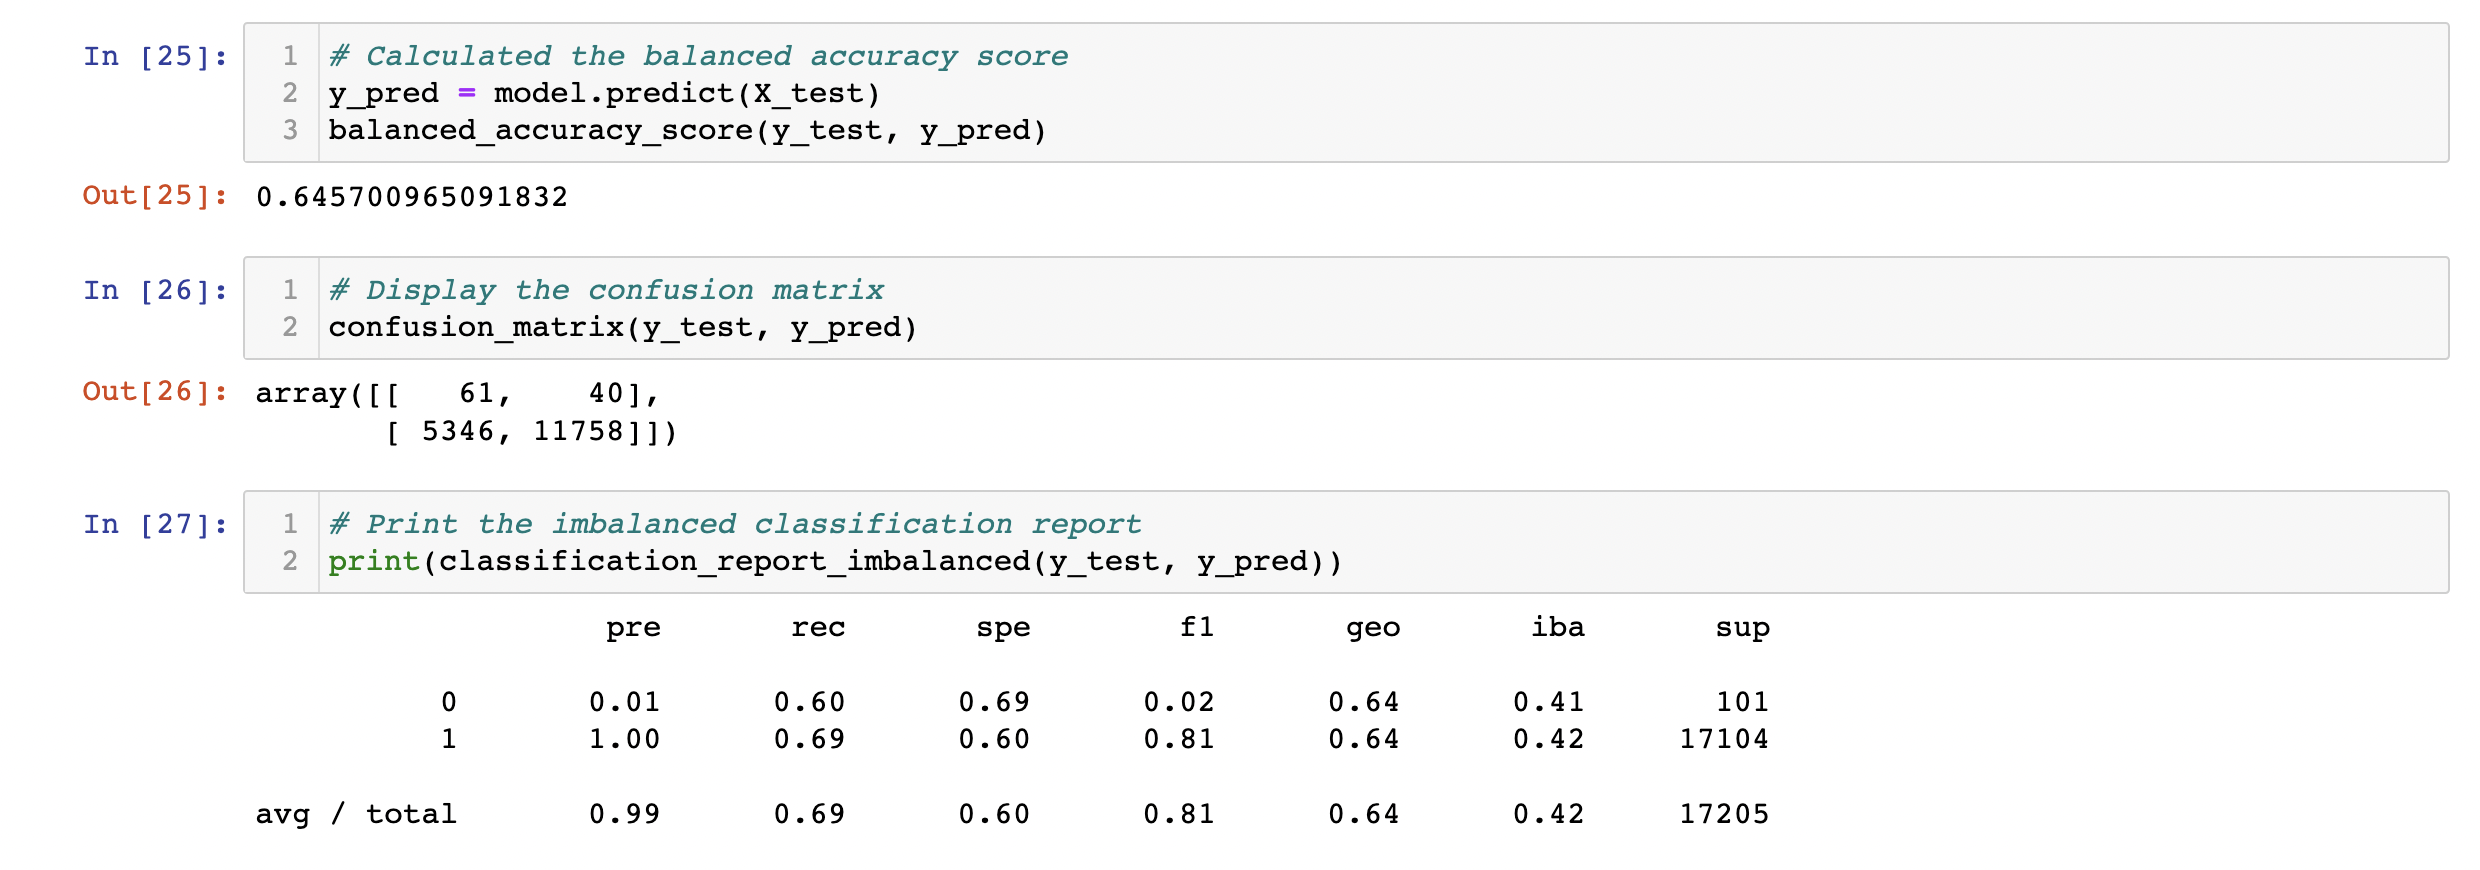 In [25]: 1 # Calculated the balanced accuracy score
2 y_pred = model.predict(X_test)
3 balanced_accuracy_score(y_test, y_pred)
Out[25]: 0.645700965091832
In [26]: 1 # Display the confusion matrix
2 confusion_matrix(y_test, y_pred)
Out[26]: array([[   61,    40],
       [ 5346, 11758]])
In [27]: 1 # Print the imbalanced classification report
2 print(classification_report_imbalanced(y_test, y_pred))
pre rec spe f1 geo iba sup
0 0.01 0.60 0.69 0.02 0.64 0.41 101
1 1.00 0.69 0.60 0.81 0.64 0.42 17104
avg / total 0.99 0.69 0.60 0.81 0.64 0.42 17205